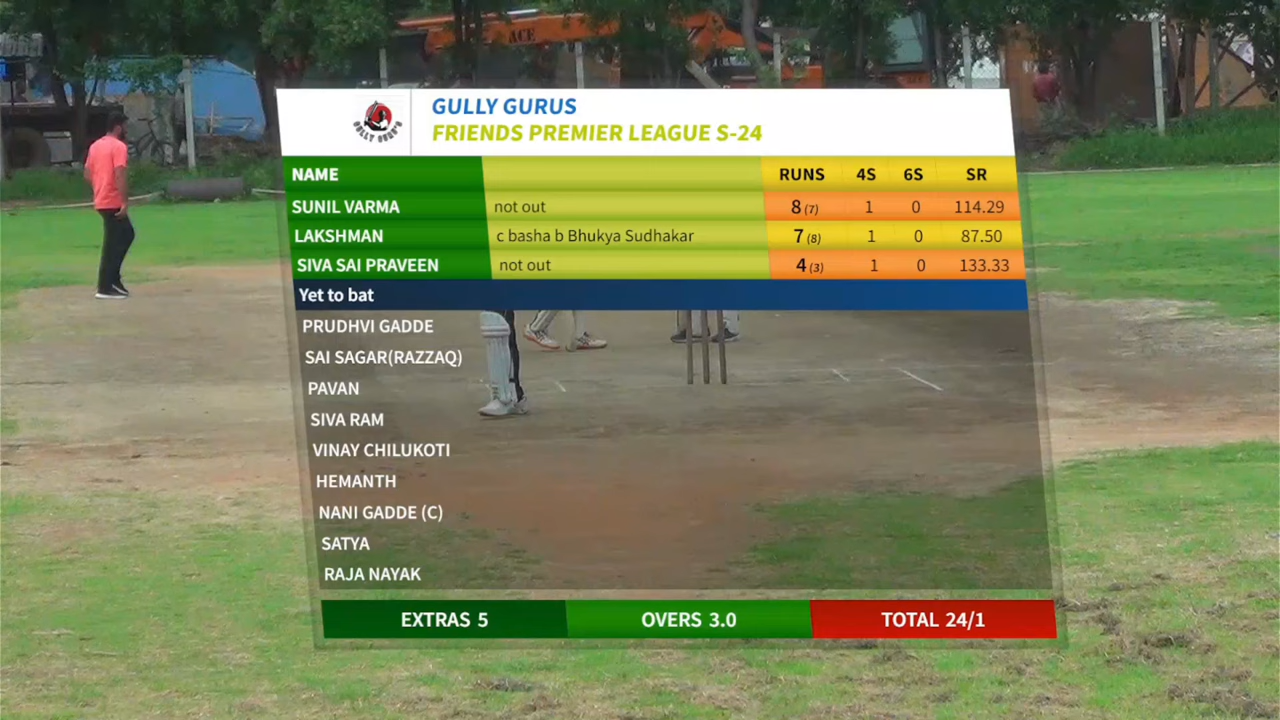 ACE
GULLY GURU'S
GULLY GURUS
FRIENDS PREMIER LEAGUE S-24
NAME RUNS 4S 6S SR
SUNIL VARMA not out 8 (7) 1 0 114.29
LAKSHMAN c basha b Bhukya Sudhakar 7 (8) 1 0 87.50
SIVA SAI PRAVEEN not out 4 (3) 1 0 133.33
Yet to bat
PRUDHVI GADDE
SAI SAGAR(RAZZAQ)
PAVAN
SIVA RAM
VINAY CHILUKOTI
HEMANTH
NANI GADDE (C)
SATYA
RAJA NAYAK
EXTRAS 5 OVERS 3.0 TOTAL 24/1